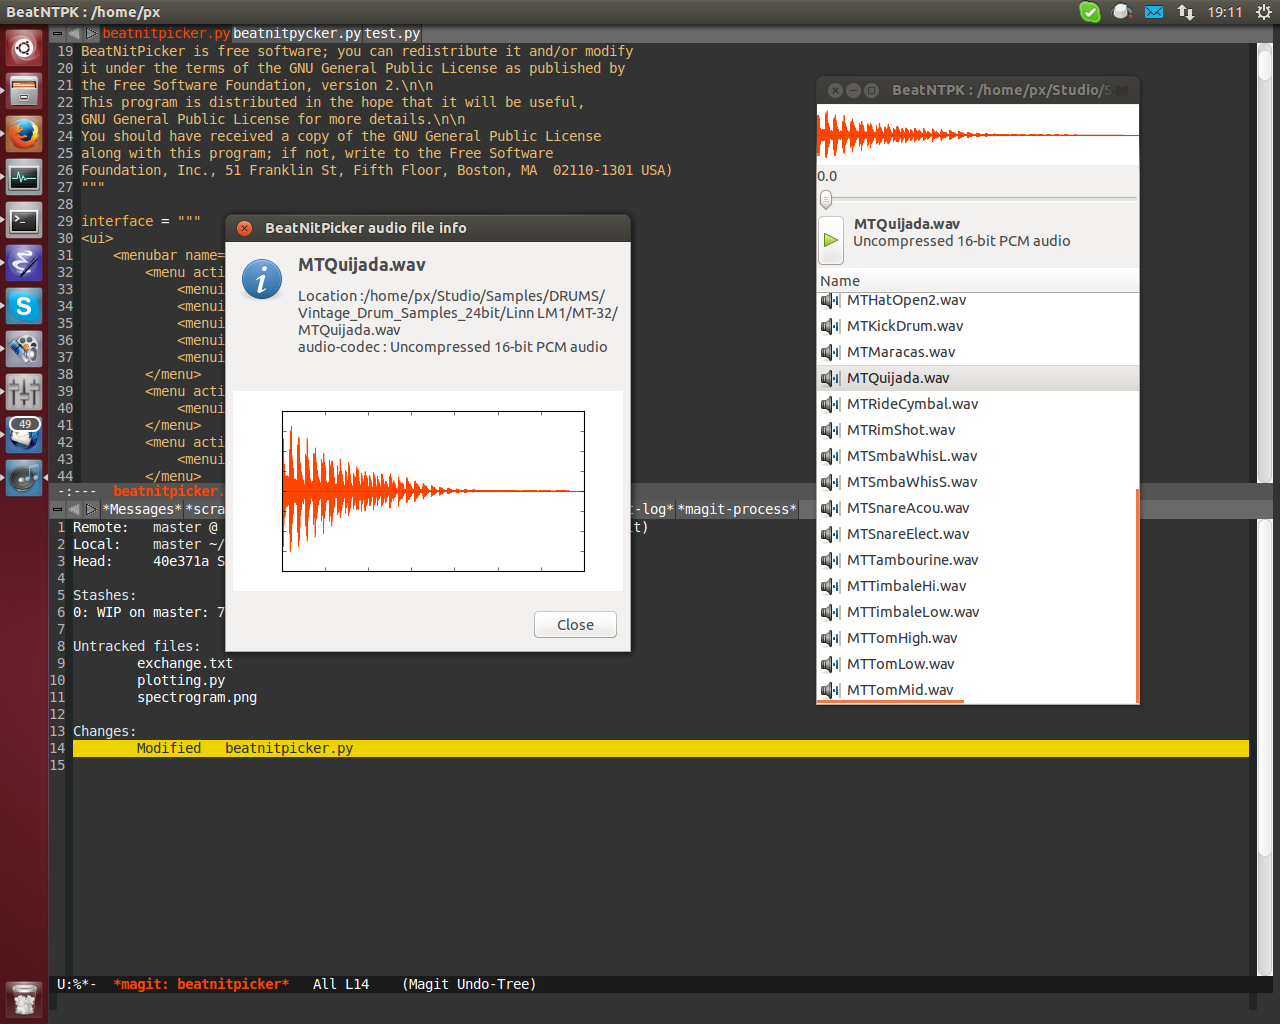 BeatNTPK : /home/px
19:11
49
beatnitpicker.py beatnitpycker.py test.py
19 BeatNitPicker is free software; you can redistribute it and/or modify
20 it under the terms of the GNU General Public License as published by
21 the Free Software Foundation, version 2.\n\n
22 This program is distributed in the hope that it will be useful,
23 GNU General Public License for more details.\n\n
24 You should have received a copy of the GNU General Public License
25 along with this program; if not, write to the Free Software
26 Foundation, Inc., 51 Franklin St, Fifth Floor, Boston, MA  02110-1301 USA)
27 """
28
29 interface = """
30 <ui>
31 <menubar name=
32 <menu acti
33 <menui
34 <menui
35 <menui
36 <menui
37 <menui
38 </menu>
39 <menu acti
40 <menui
41 </menu>
42 <menu acti
43 <menui
44 </menu>
-:--- beatnitpicker.
*Messages* *scra t-log* *magit-process*
1 Remote: master @ t)
2 Local: master ~/
3 Head: 40e371a S
4
5 Stashes:
6 0: WIP on master: 7
7
8 Untracked files:
9 exchange.txt
10 plotting.py
11 spectrogram.png
12
13 Changes:
14 Modified beatnitpicker.py
15
U:%*- *magit: beatnitpicker* All L14 (Magit Undo-Tree)
BeatNitPicker audio file info
MTQuijada.wav
Location :/home/px/Studio/Samples/DRUMS/
Vintage_Drum_Samples_24bit/Linn LM1/MT-32/
MTQuijada.wav
audio-codec : Uncompressed 16-bit PCM audio
Close
BeatNTPK : /home/px/Studio/S
0.0
MTQuijada.wav
Uncompressed 16-bit PCM audio
Name
MTHatOpen2.wav
MTKickDrum.wav
MTMaracas.wav
MTQuijada.wav
MTRideCymbal.wav
MTRimShot.wav
MTSmbaWhisL.wav
MTSmbaWhisS.wav
MTSnareAcou.wav
MTSnareElect.wav
MTTambourine.wav
MTTimbaleHi.wav
MTTimbaleLow.wav
MTTomHigh.wav
MTTomLow.wav
MTTomMid.wav